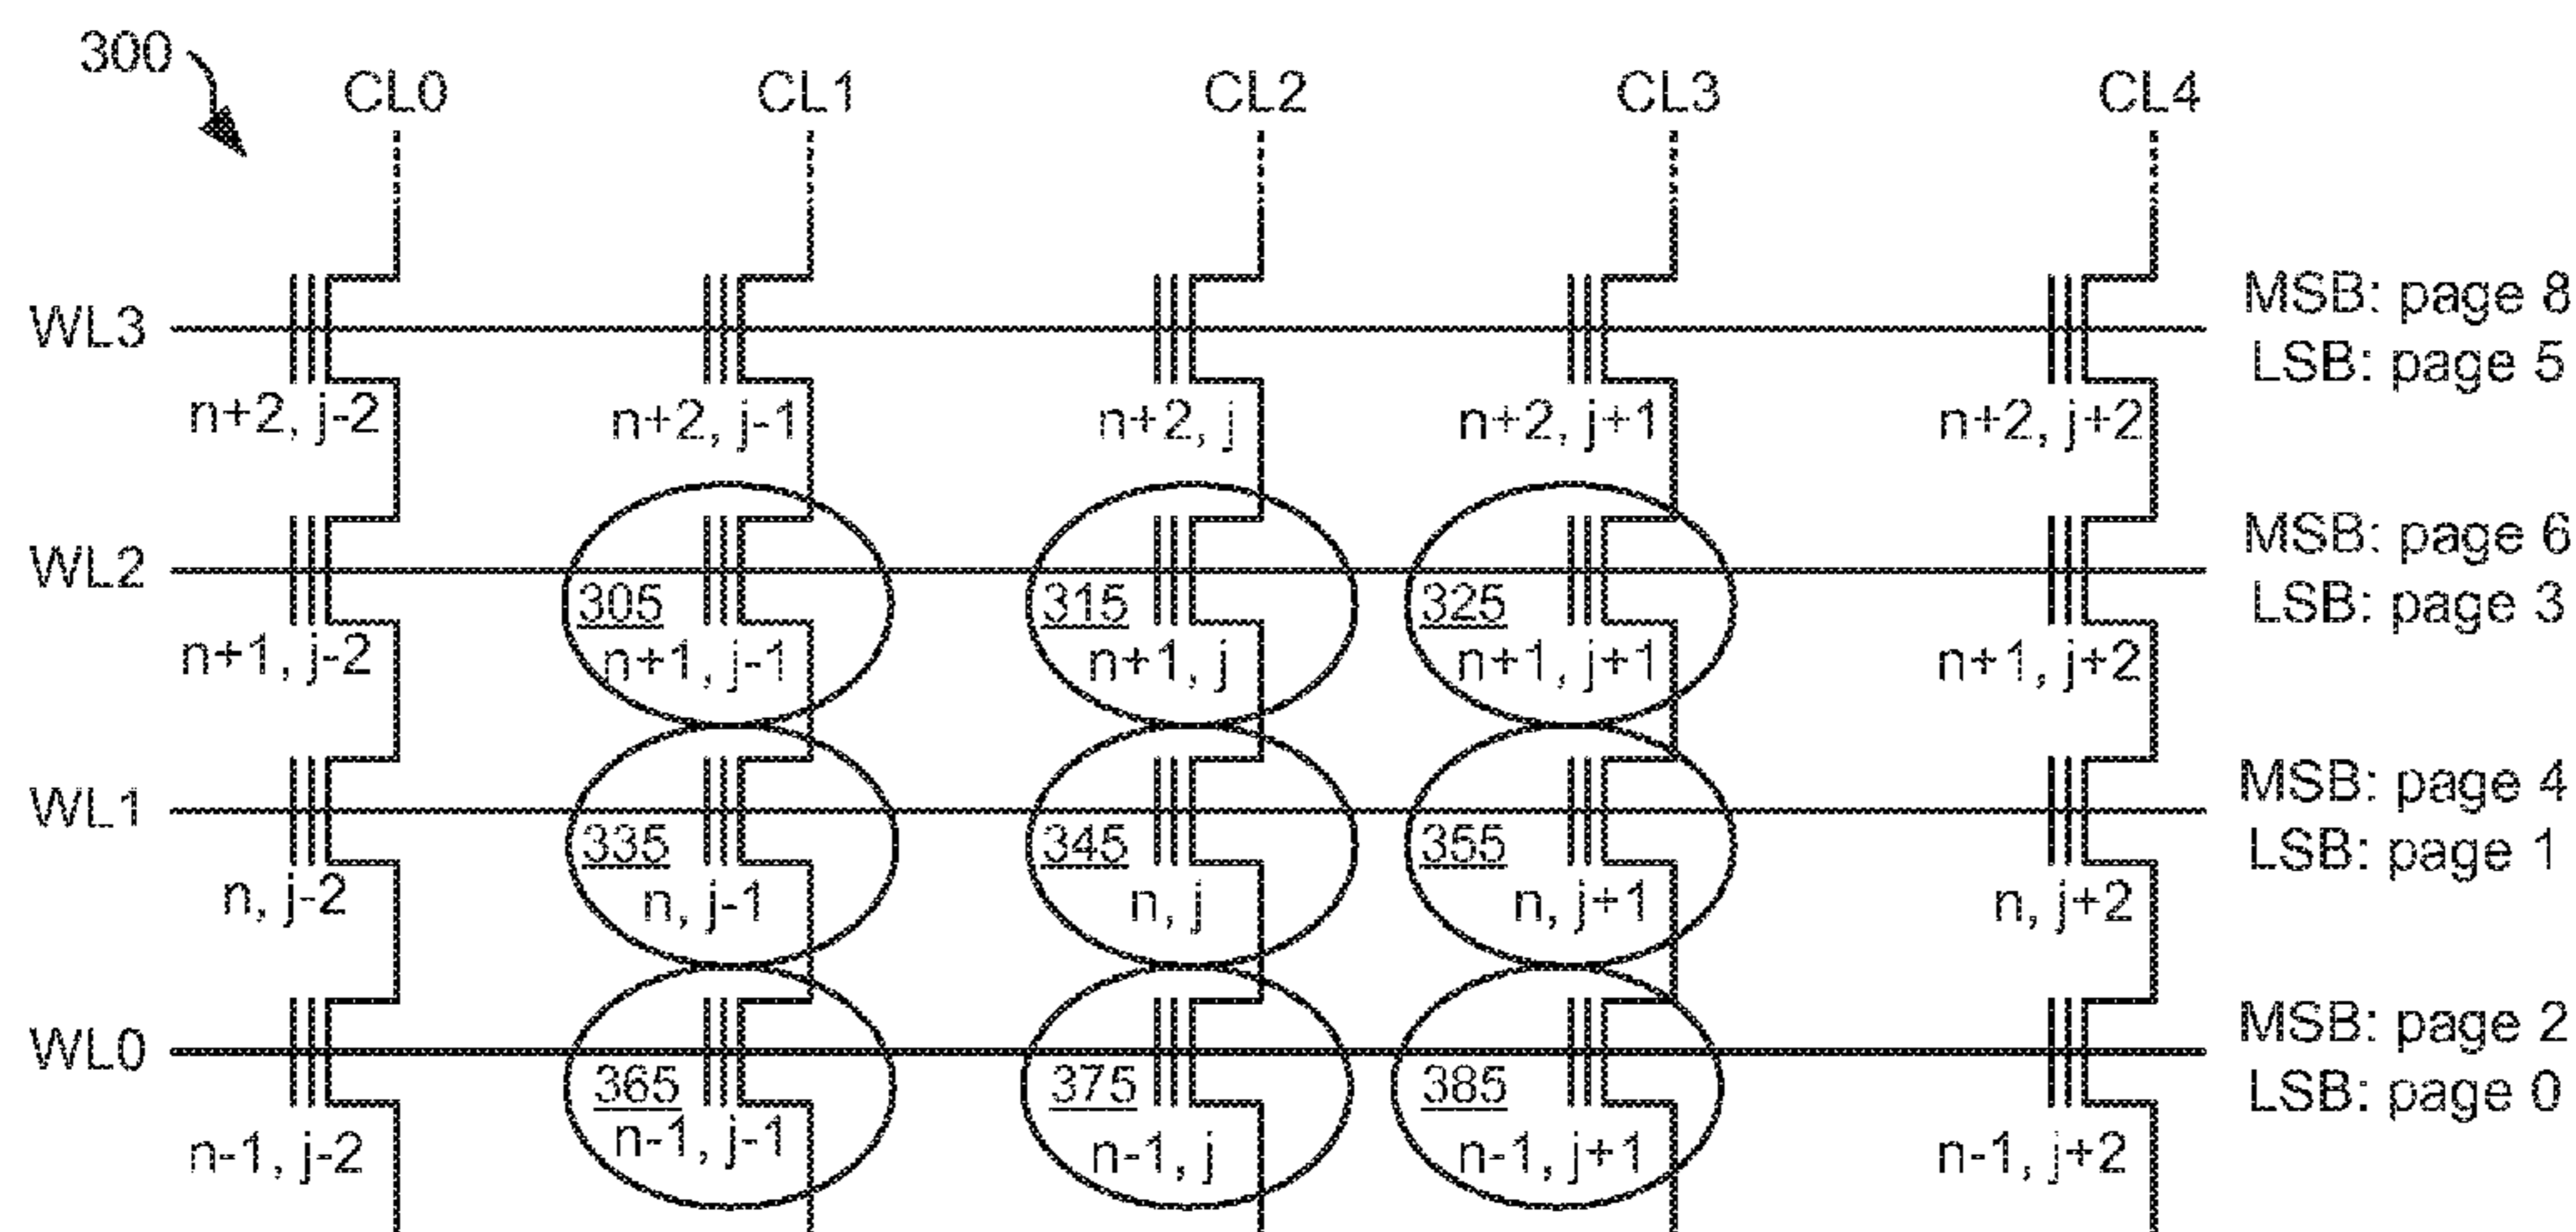 300
CL0 CL1 CL2 CL3 CL4
MSB: page 8
WL3
LSB: page 5
n+2, j-2 n+2, j-1 n+2, j n+2, j+1 n+2, j+2
MSB: page 6
WL2
305 315 325 LSB: page 3
n+1, j-2 n+1, j-1 n+1, j n+1, j+1 n+1, j+2
MSB: page 4
WL1
335 345 355 LSB: page 1
n, j-2 n, j-1 n, j n, j+1 n, j+2
MSB: page 2
WL0
365 375 385 LSB: page 0
n-1, j-2 n-1, j-1 n-1, j n-1, j+1 n-1, j+2